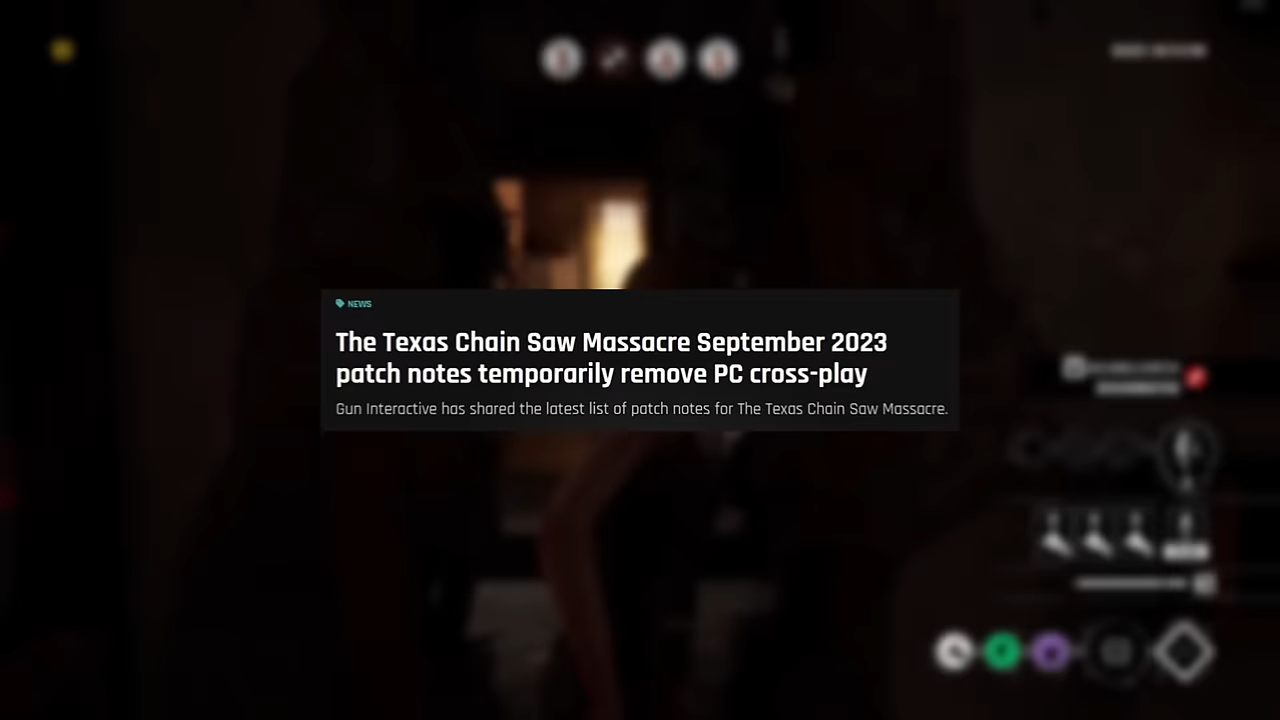 NEWS
The Texas Chain Saw Massacre September 2023
patch notes temporarily remove PC cross-play
Gun Interactive has shared the latest list of patch notes for The Texas Chain Saw Massacre.